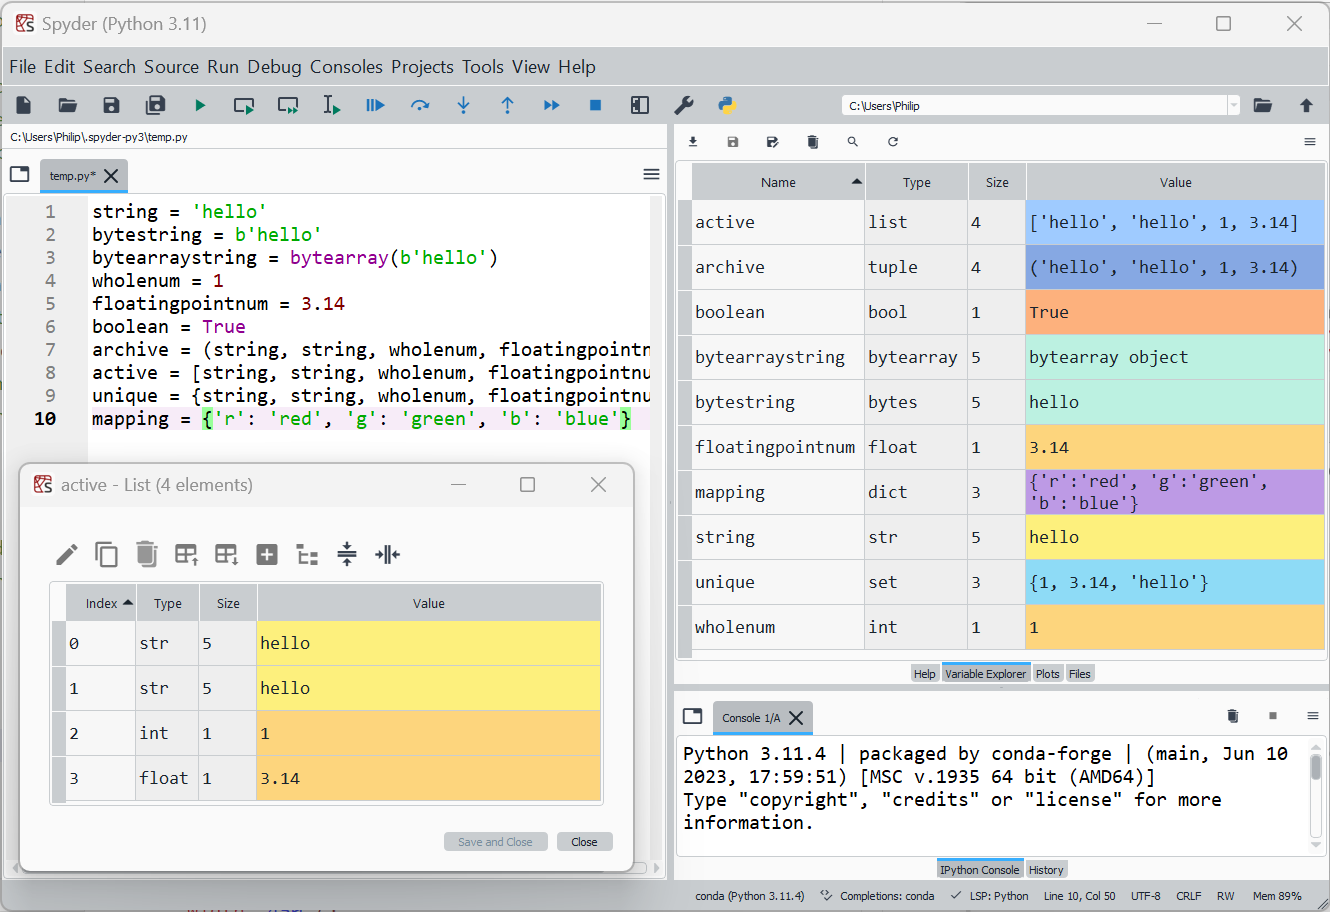 Spyder (Python 3.11)
File Edit Search Source Run Debug Consoles Projects Tools View Help
C:\Users\Philip
C:\Users\Philip\.spyder-py3\temp.py
temp.py*
1 string = 'hello'
2 bytestring = b'hello'
3 bytearraystring = bytearray(b'hello')
4 wholenum = 1
5 floatingpointnum = 3.14
6 boolean = True
7 archive = (string, string, wholenum, floatingpointn
8 active = [string, string, wholenum, floatingpointnu
9 unique = {string, string, wholenum, floatingpointnu
10 mapping = {'r': 'red', 'g': 'green', 'b': 'blue'}
active - List (4 elements)
Index Type Size Value
0 str 5 hello
1 str 5 hello
2 int 1 1
3 float 1 3.14
Save and Close Close
Name Type Size Value
active list 4 ['hello', 'hello', 1, 3.14]
archive tuple 4 ('hello', 'hello', 1, 3.14)
boolean bool 1 True
bytearraystring bytearray 5 bytearray object
bytestring bytes 5 hello
floatingpointnum float 1 3.14
mapping dict 3 {'r':'red', 'g':'green',
'b':'blue'}
string str 5 hello
unique set 3 {1, 3.14, 'hello'}
wholenum int 1 1
Help Variable Explorer Plots Files
Console 1/A
Python 3.11.4 | packaged by conda-forge | (main, Jun 10
2023, 17:59:51) [MSC v.1935 64 bit (AMD64)]
Type "copyright", "credits" or "license" for more
information.
IPython Console History
conda (Python 3.11.4) Completions: conda LSP: Python Line 10, Col 50 UTF-8 CRLF RW Mem 89%